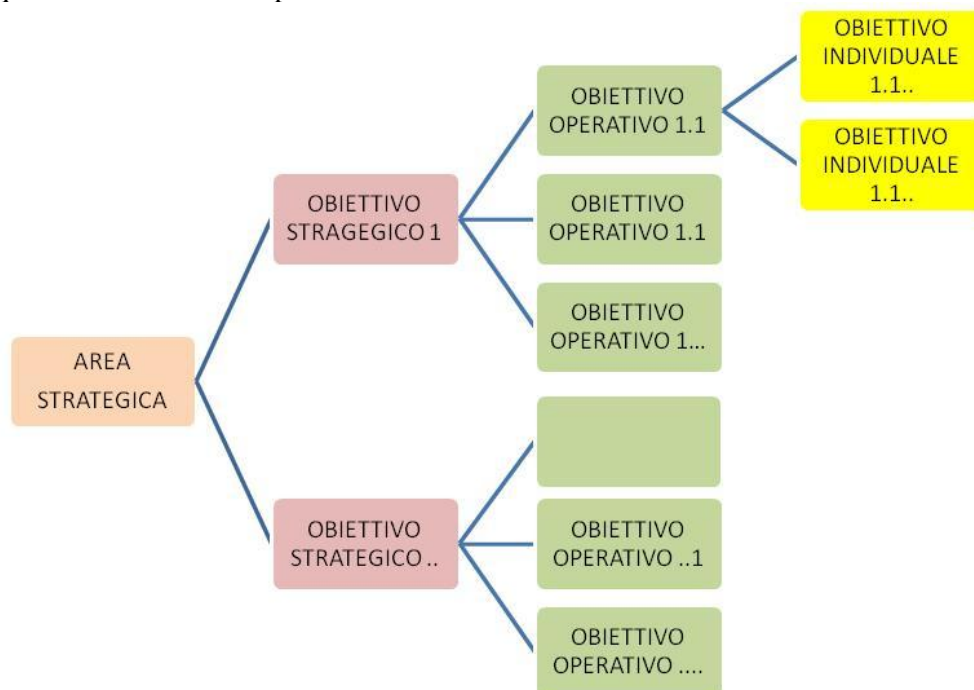 OBIETTIVO
INDIVIDUALE
1.1..
OBIETTIVO
OPERATIVO 1.1
OBIETTIVO
INDIVIDUALE
1.1..
OBIETTIVO
STRAGEGICO 1
OBIETTIVO
OPERATIVO 1.1
OBIETTIVO
OPERATIVO 1...
AREA
STRATEGICA
OBIETTIVO
STRATEGICO ..
OBIETTIVO
OPERATIVO ..1
OBIETTIVO
OPERATIVO ....